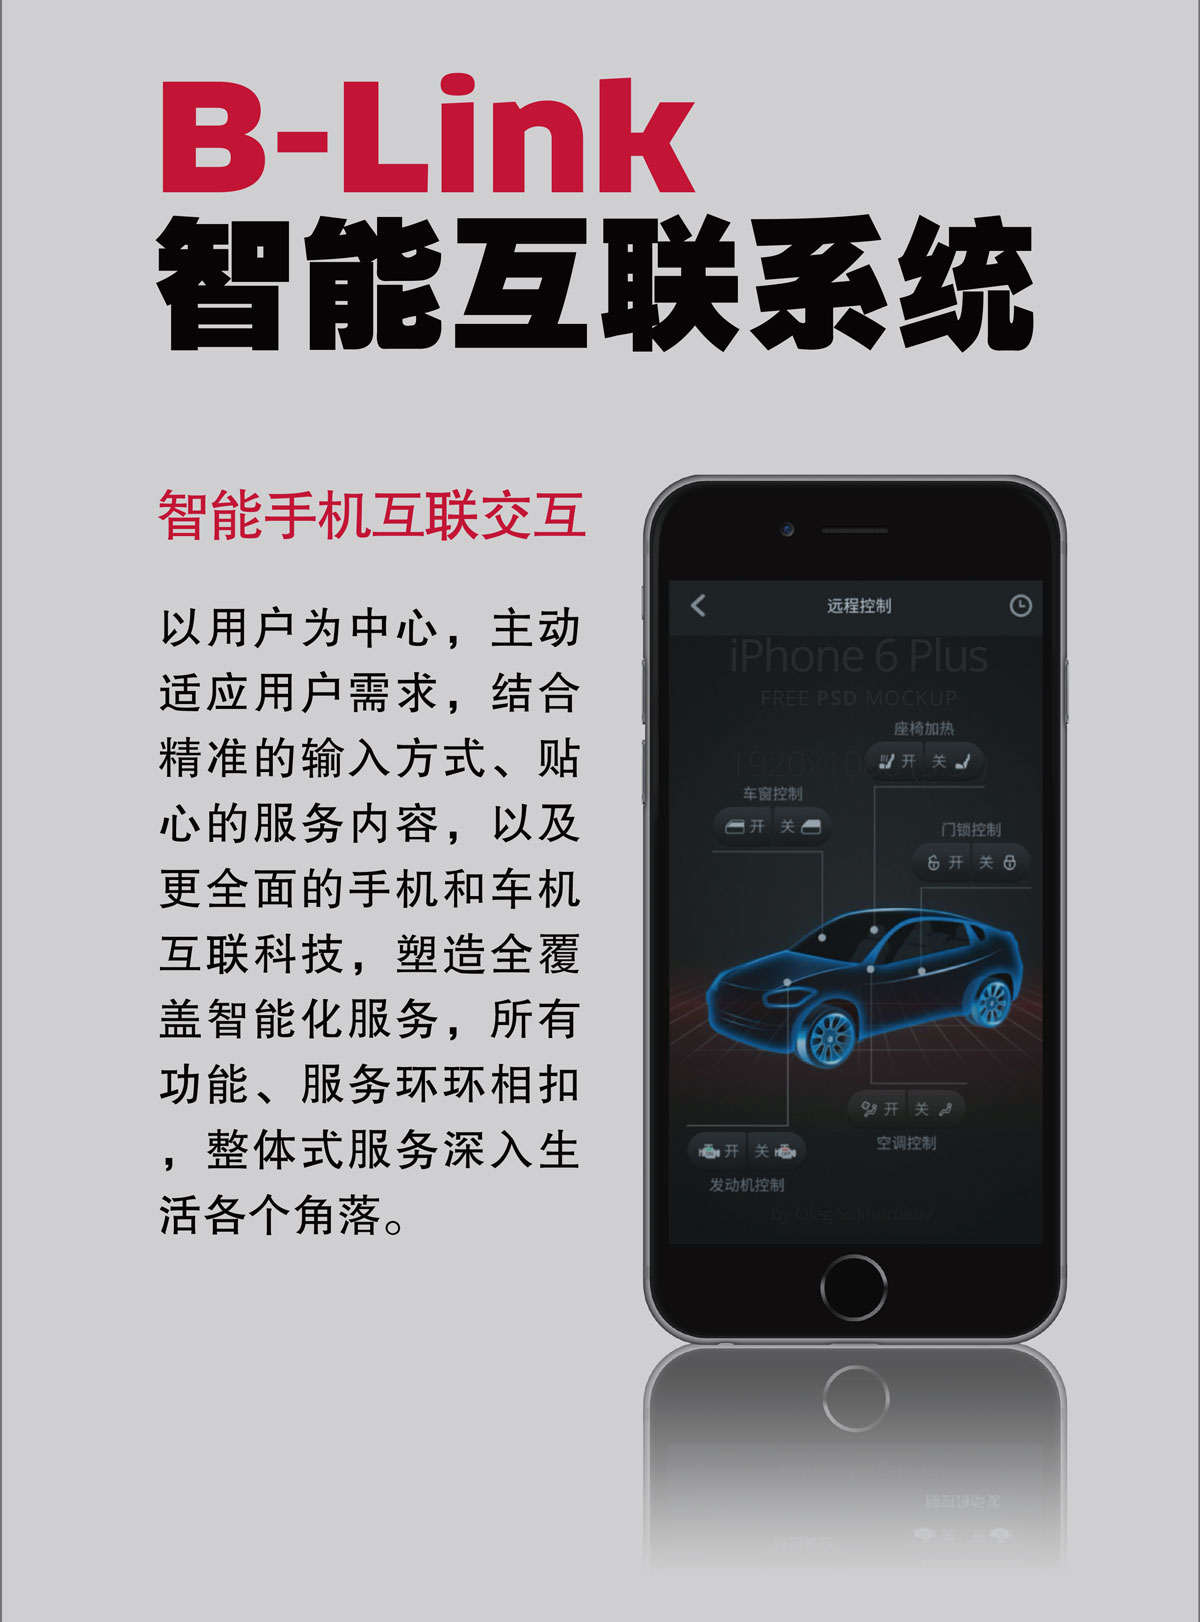 B-Link
智能互联系统
智能手机互联交互
以用户为中心，主动
适应用户需求，结合
精准的输入方式、贴
心的服务内容，以及
更全面的手机和车机
互联科技，塑造全覆
盖智能化服务，所有
功能、服务环环相扣
，整体式服务深入生
活各个角落。
远程控制
iPhone 6 Plus
FREE PSD MOCKUP
座椅加热
开 关
车窗控制
开 关
门锁控制
开 关
开 关
空调控制
开 关
发动机控制
by Oleg Sukhorukov